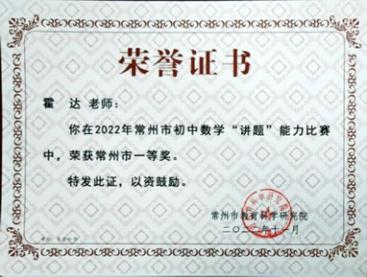 荣誉证书
霍 达 老师:
你在2022年常州市初中数学“讲题”能力比赛
中,荣获常州市一等奖。
特发此证,以资鼓励。
常州市教育科学研究院
二〇二二年十一月